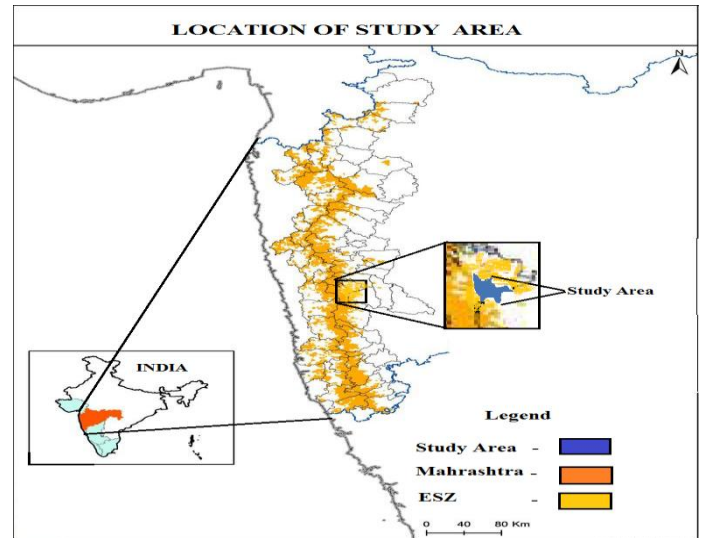 LOCATION OF STUDY AREA
N
Study Area
INDIA
Legend
Study Area -
Mahrashtra -
ESZ -
0 40 80 Km